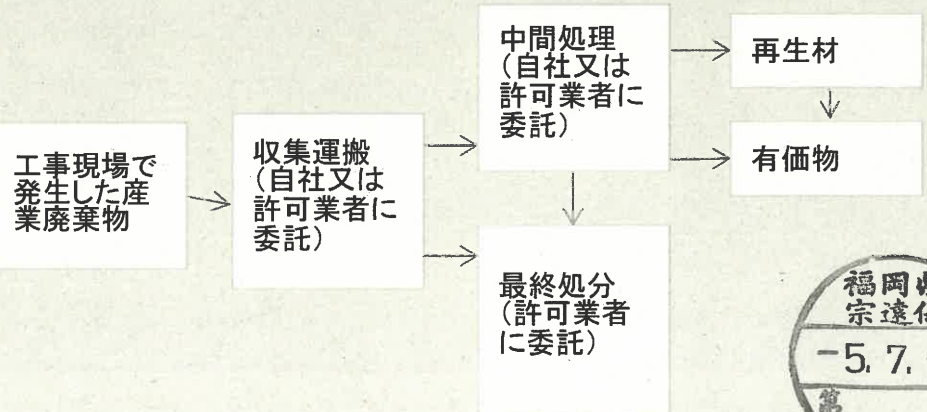 工事現場で
発生した産
業廃棄物
収集運搬
(自社又は
許可業者に
委託)
中間処理
(自社又は
許可業者に
委託)
再生材
有価物
最終処分
(許可業者
に委託)
福岡県
宗遠
-5.7.
第